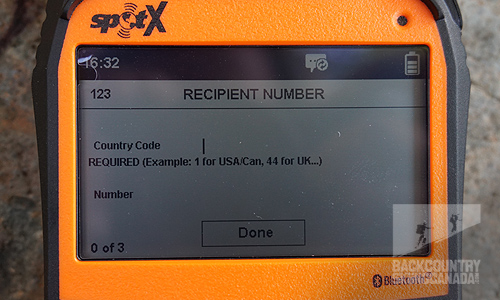 spotX
16:32
123 RECIPIENT NUMBER
Country Code
REQUIRED (Example: 1 for USA/Can, 44 for UK...)
Number
Done
0 of 3
BACKCOUNTRY
CANADA
Bluetooth